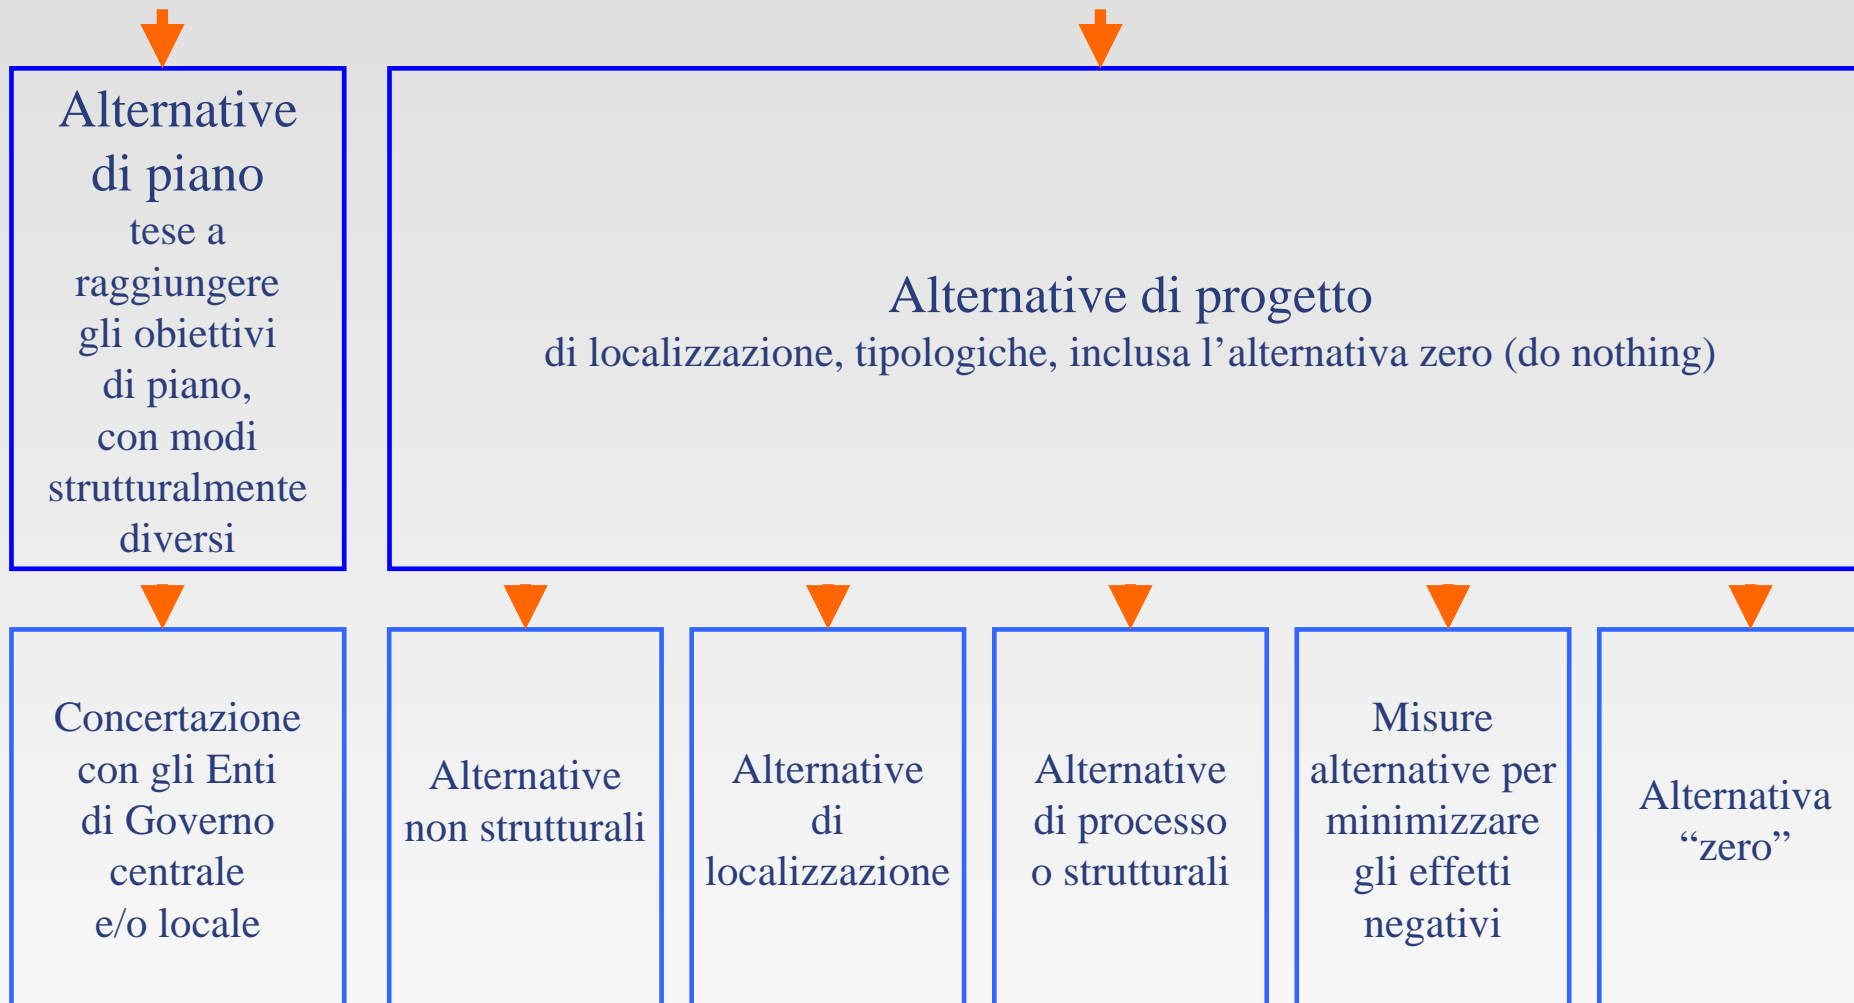 Alternative
di piano
tese a
raggiungere
gli obiettivi
di piano,
con modi
strutturalmente
diversi
Alternative di progetto
di localizzazione, tipologiche, inclusa l’alternativa zero (do nothing)
Concertazione
con gli Enti
di Governo
centrale
e/o locale
Alternative
non strutturali
Alternative
di
localizzazione
Alternative
di processo
o strutturali
Misure
alternative per
minimizzare
gli effetti
negativi
Alternativa
“zero”